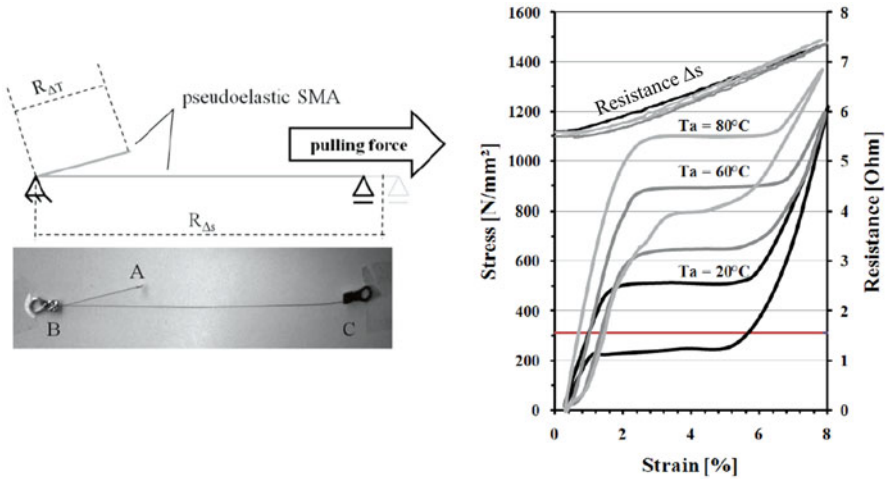 R ΔT
pseudoelastic SMA
pulling force
R Δs
A
B
C
Stress [N/mm²]
1600
1400
1200
1000
800
600
400
200
0
Resistance Δs
Ta = 80°C
Ta = 60°C
Ta = 20°C
8
7
6
5
4
3
2
1
0
Resistance [Ohm]
0 2 4 6 8
Strain [%]